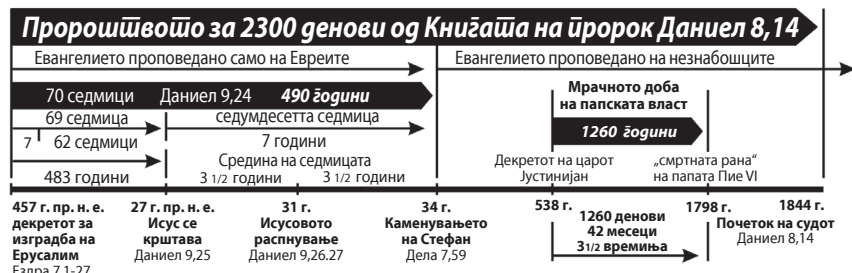 Пророштвото за 2300 денови од Книгата на пророк Даниел 8,14
Евангелието проповедано само на Евреите
Евангелието проповедано на незнабошците
70 седмици Даниел 9,24 490 години
Мрачното доба
на папската власт
1260 години
69 седмица
седумдесетта седмица
7 62 седмици
7 години
Средина на седмицата
483 години
3 1/2 години 3 1/2 години
Декретот на царот
Јустинијан
„смртната рана“
на папата Пие VI
457 г. пр. н. е.
декретот за
изградба на
Ерусалим
Ездра 7,1-27
27 г. пр. н. е.
Исус се
крштава
Даниел 9,25
31 г.
Исусовото
распнување
Даниел 9,26.27
34 г.
Каменувањето
на Стефан
Дела 7,59
538 г.
1260 денови
42 месеци
3 1/2 времиња
1798 г.
1844 г.
Почеток на судот
Даниел 8,14